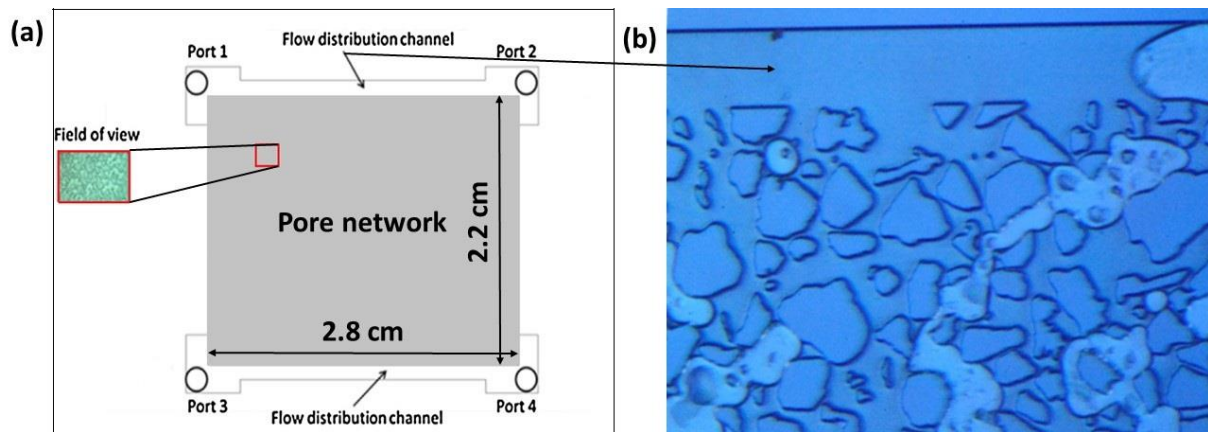 (a)
Flow distribution channel
Port 1
Port 2
(b)
Field of view
Pore network
2.2 cm
2.8 cm
Port 3
Flow distribution channel
Port 4